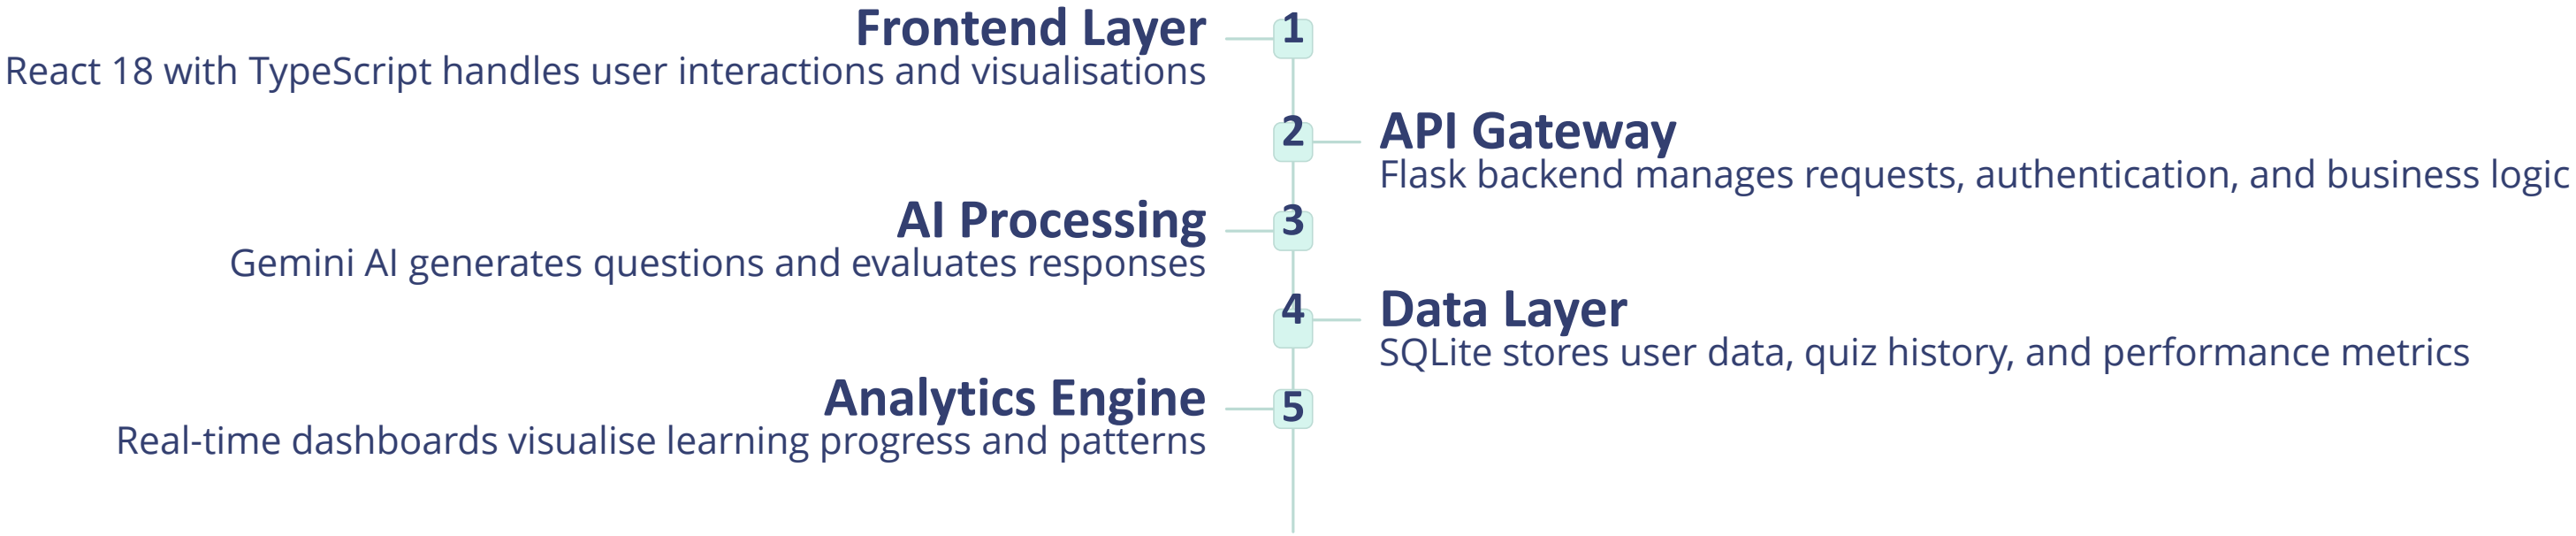 Frontend Layer
1
React 18 with TypeScript handles user interactions and visualisations
2
API Gateway
Flask backend manages requests, authentication, and business logic
AI Processing
3
Gemini AI generates questions and evaluates responses
4
Data Layer
SQLite stores user data, quiz history, and performance metrics
Analytics Engine
5
Real-time dashboards visualise learning progress and patterns